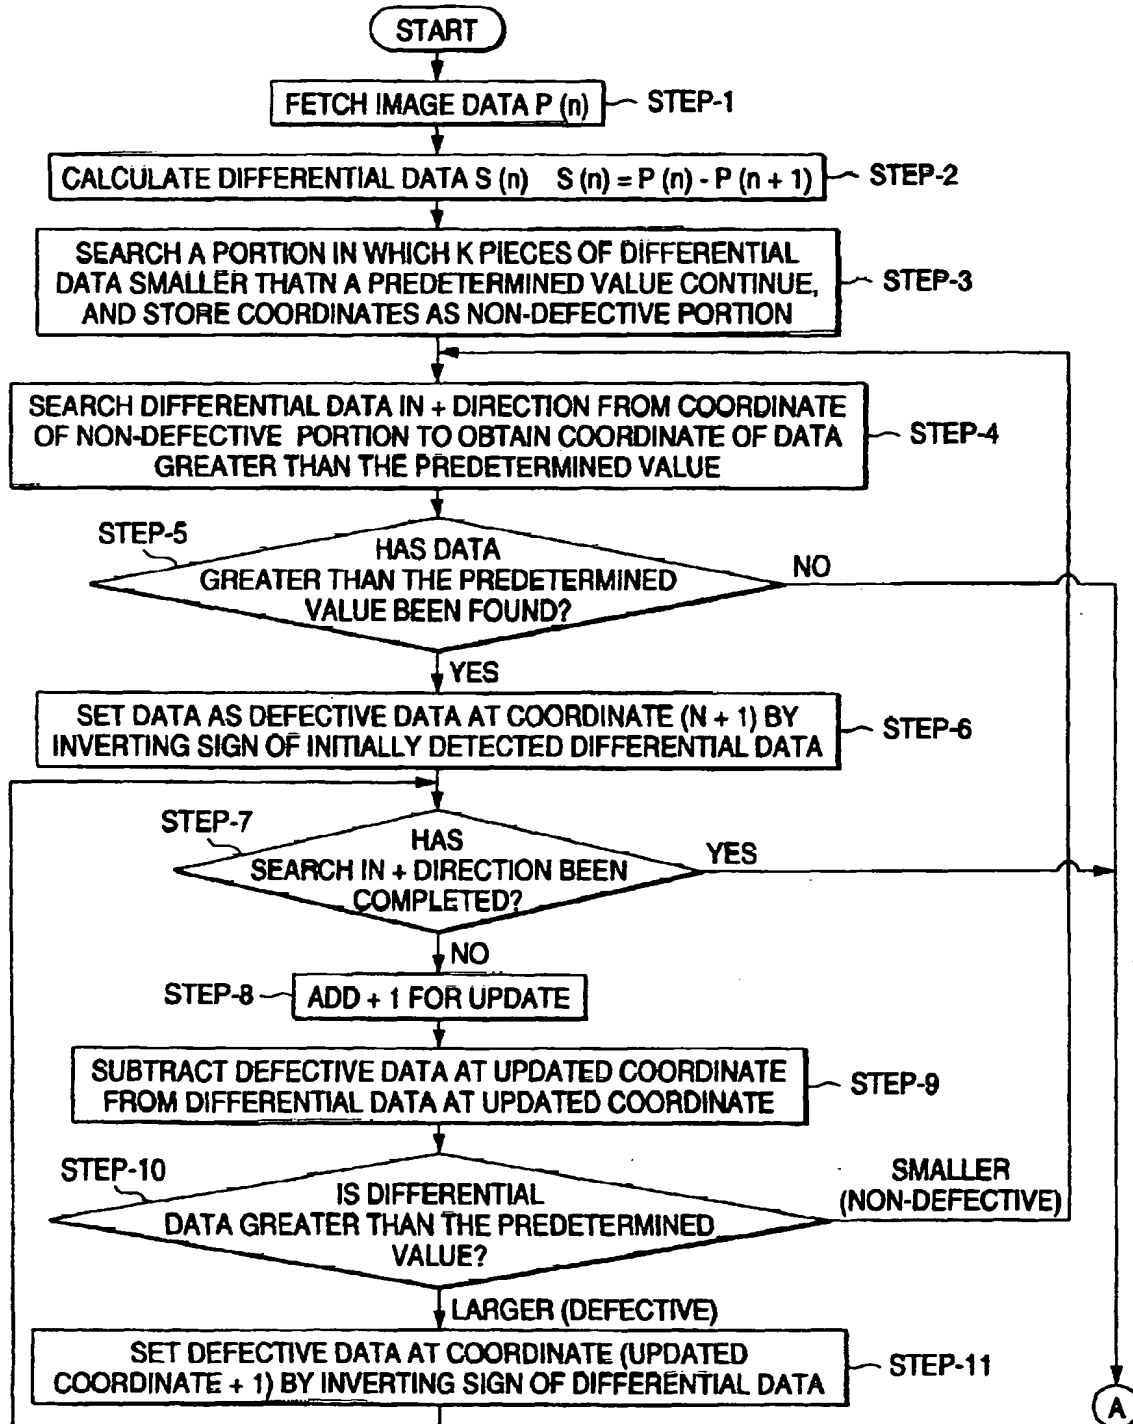 START
FETCH IMAGE DATA P (n)
STEP-1
CALCULATE DIFFERENTIAL DATA S (n) S (n) = P (n) - P (n + 1)
STEP-2
SEARCH A PORTION IN WHICH K PIECES OF DIFFERENTIAL
DATA SMALLER THATN A PREDETERMINED VALUE CONTINUE,
AND STORE COORDINATES AS NON-DEFECTIVE PORTION
STEP-3
SEARCH DIFFERENTIAL DATA IN + DIRECTION FROM COORDINATE
OF NON-DEFECTIVE PORTION TO OBTAIN COORDINATE OF DATA
GREATER THAN THE PREDETERMINED VALUE
STEP-4
STEP-5
HAS DATA
GREATER THAN THE PREDETERMINED
VALUE BEEN FOUND?
NO
YES
SET DATA AS DEFECTIVE DATA AT COORDINATE (N + 1) BY
INVERTING SIGN OF INITIALLY DETECTED DIFFERENTIAL DATA
STEP-6
STEP-7
HAS
SEARCH IN + DIRECTION BEEN
COMPLETED?
YES
NO
STEP-8
ADD + 1 FOR UPDATE
SUBTRACT DEFECTIVE DATA AT UPDATED COORDINATE
FROM DIFFERENTIAL DATA AT UPDATED COORDINATE
STEP-9
STEP-10
IS DIFFERENTIAL
DATA GREATER THAN THE PREDETERMINED
VALUE?
SMALLER
(NON-DEFECTIVE)
LARGER (DEFECTIVE)
SET DEFECTIVE DATA AT COORDINATE (UPDATED
COORDINATE + 1) BY INVERTING SIGN OF DIFFERENTIAL DATA
STEP-11
A